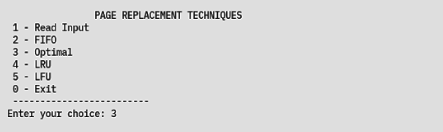 PAGE REPLACEMENT TECHNIQUES
1 - Read Input
2 - FIFO
3 - Optimal
4 - LRU
5 - LFU
0 - Exit
-------------------------
Enter your choice: 3